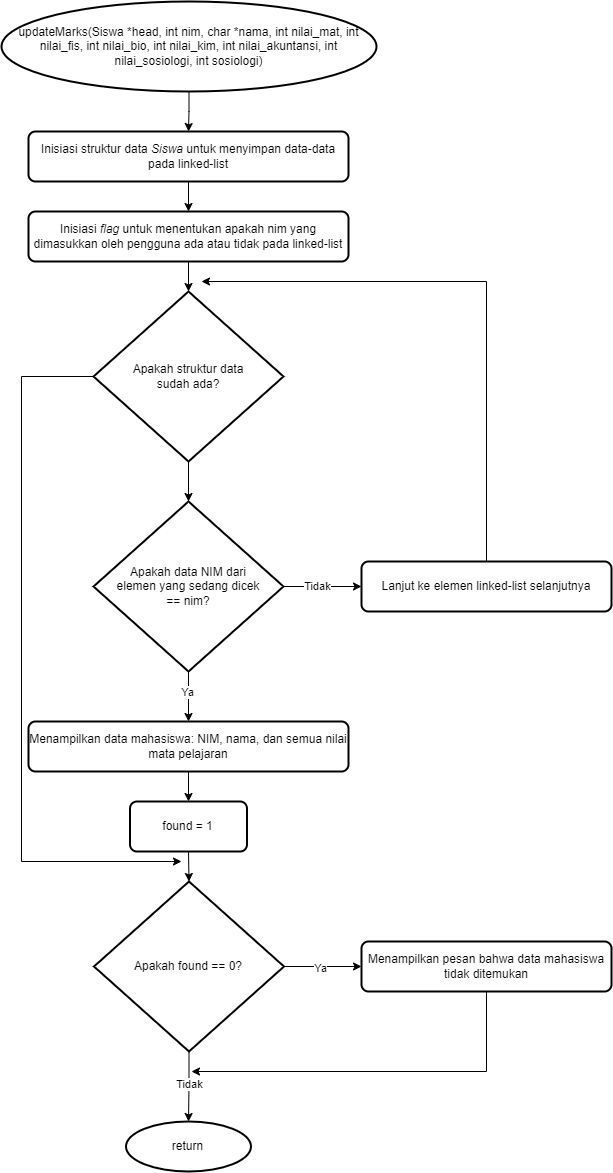 updateMarks(Siswa *head, int nim, char *nama, int nilai_mat, int
nilai_fis, int nilai_bio, int nilai_kim, int nilai_akuntansi, int
nilai_sosiologi, int sosiologi)
Inisiasi struktur data Siswa untuk menyimpan data-data
pada linked-list
Inisiasi flag untuk menentukan apakah nim yang
dimasukkan oleh pengguna ada atau tidak pada linked-list
Apakah struktur data
sudah ada?
Apakah data NIM dari
elemen yang sedang dicek
== nim?
Tidak
Lanjut ke elemen linked-list selanjutnya
Ya
Menampilkan data mahasiswa: NIM, nama, dan semua nilai
mata pelajaran
found = 1
Apakah found == 0?
Ya
Menampilkan pesan bahwa data mahasiswa
tidak ditemukan
Tidak
return